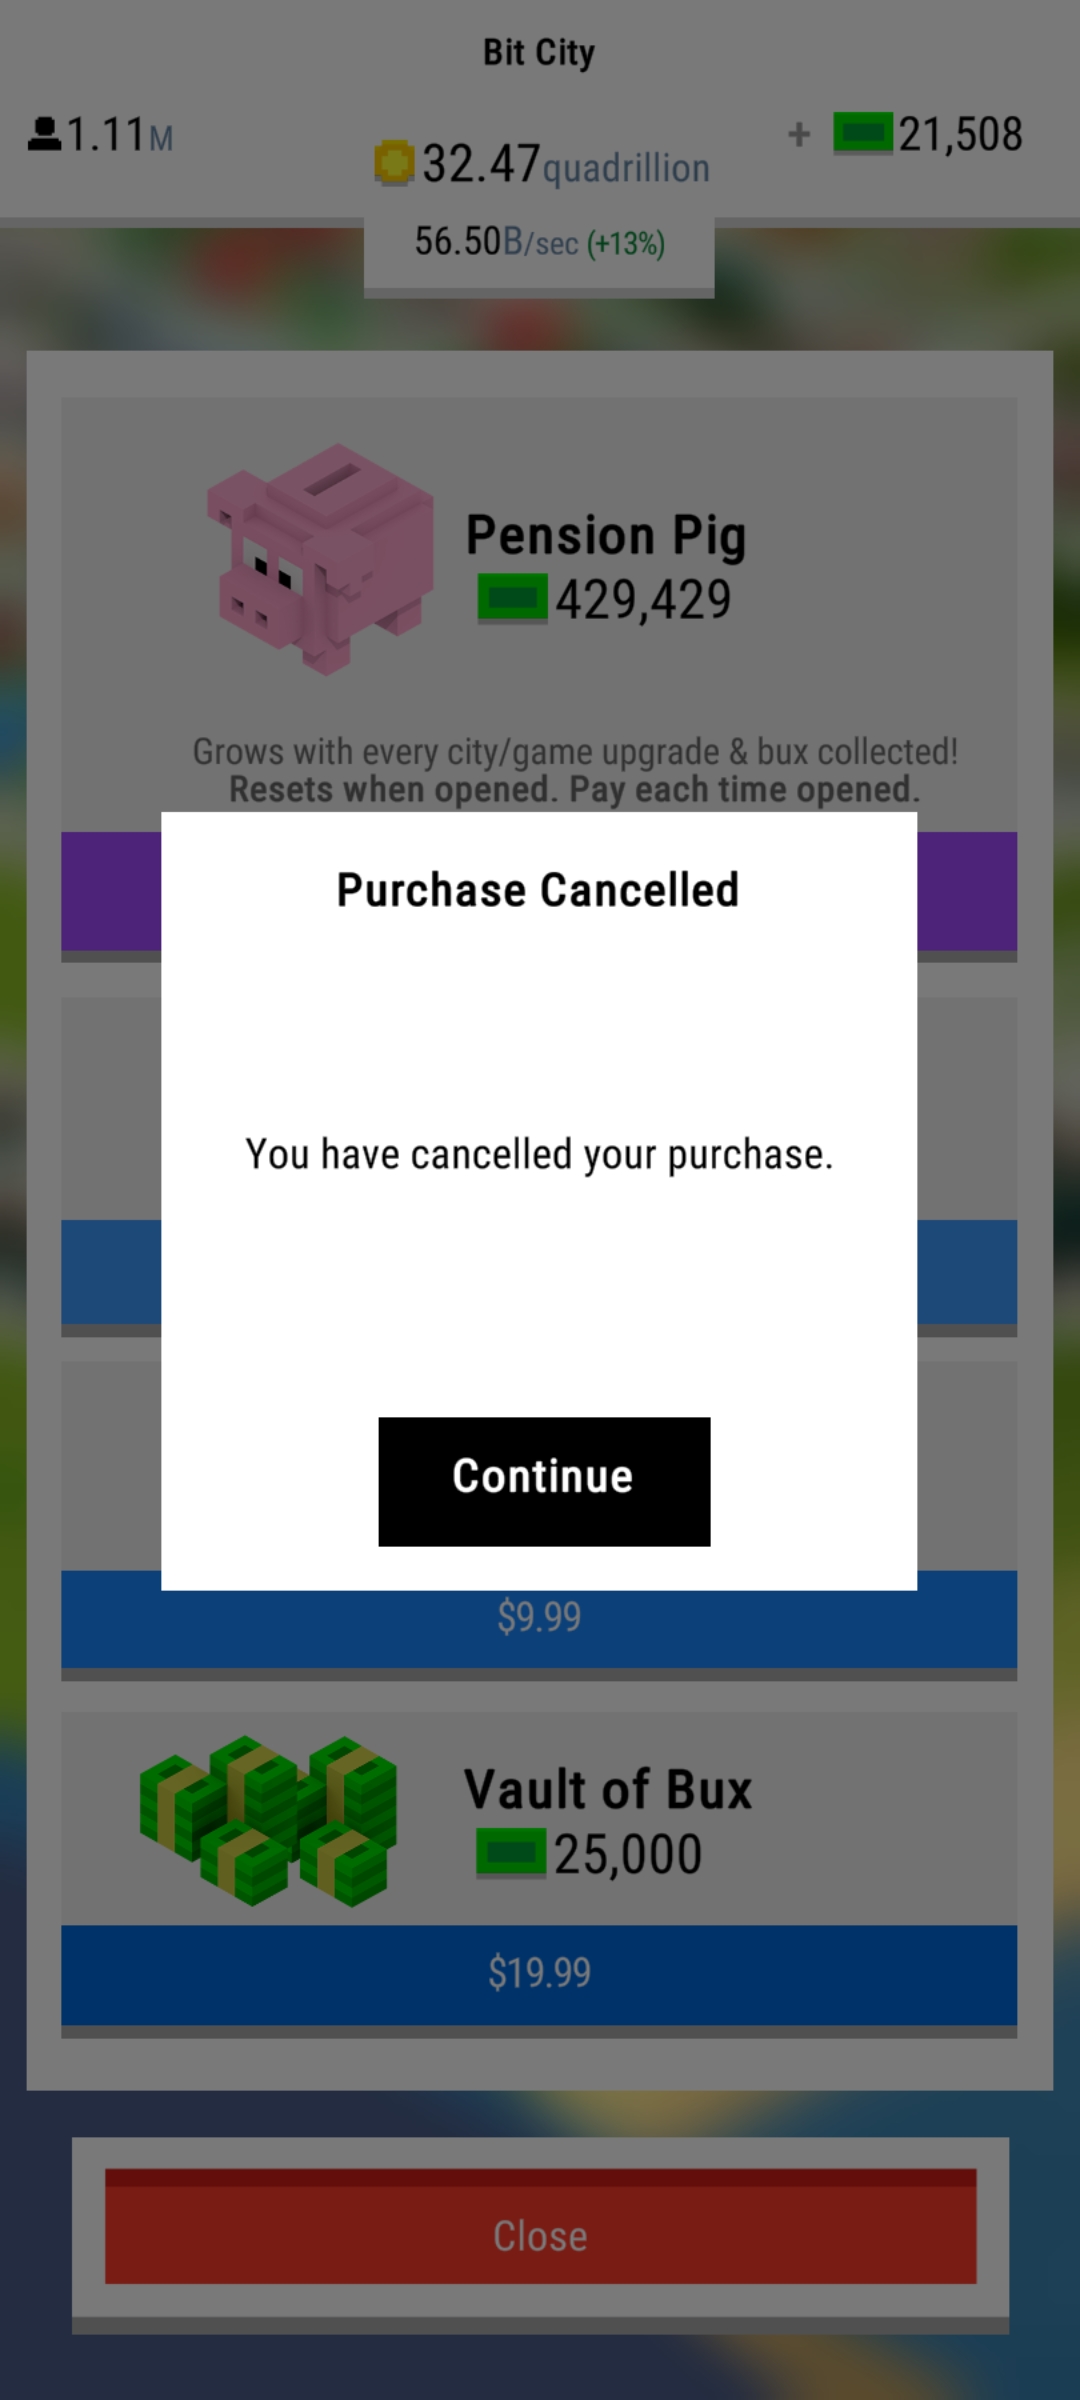 Bit City
1.11M
32.47quadrillion
+ 21,508
56.50B/sec (+13%)
Pension Pig
429,429
Grows with every city/game upgrade & bux collected!
Resets when opened. Pay each time opened.
Purchase Cancelled
You have cancelled your purchase.
Continue
$9.99
Vault of Bux
25,000
$19.99
Close